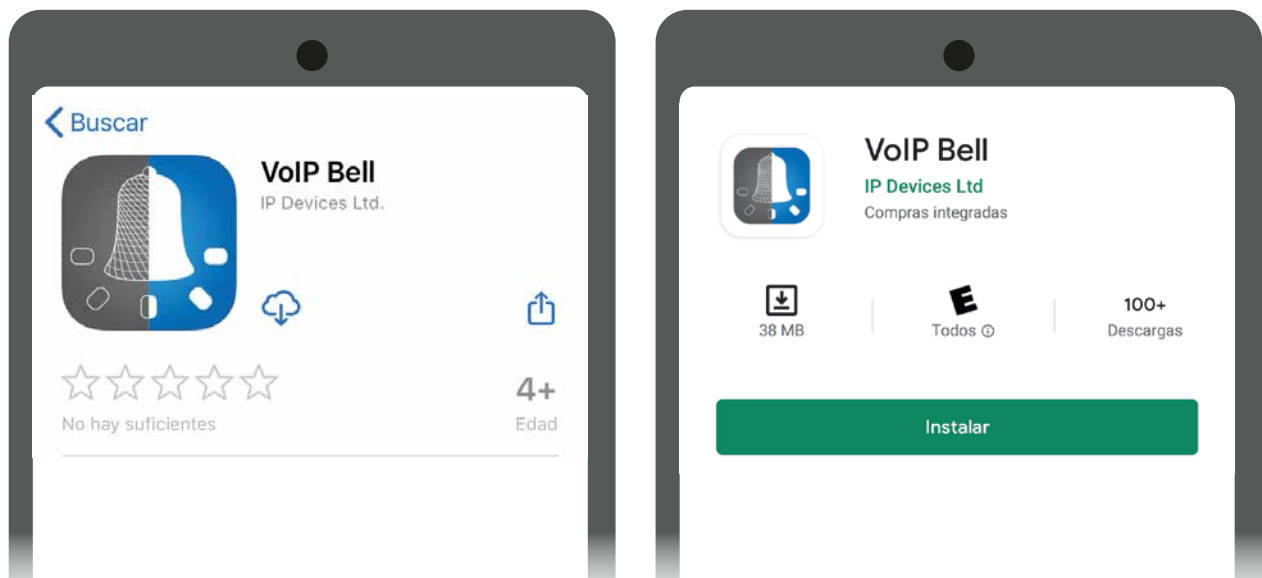 Buscar
VoIP Bell
IP Devices Ltd.
No hay suficientes
4+
Edad
VoIP Bell
IP Devices Ltd
Compras integradas
38 MB
E
Todos
100+
Descargas
Instalar